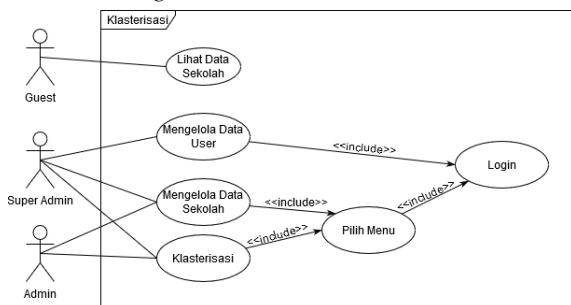 Klasterisasi
Lihat Data
Sekolah
Guest
Mengelola Data
User
<<include>>
Login
Super Admin
Mengelola Data
Sekolah
<<include>>
<<include>>
Pilih Menu
<<include>>
Klasterisasi
Admin